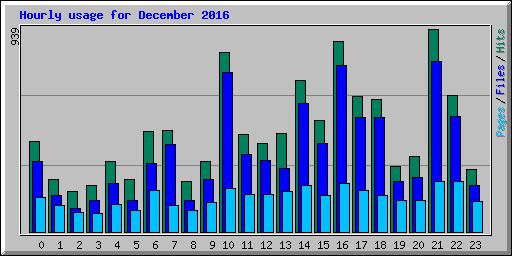 Hourly usage for December 2016
939
Pages / Files / Hits
0 1 2 3 4 5 6 7 8 9 10 11 12 13 14 15 16 17 18 19 20 21 22 23